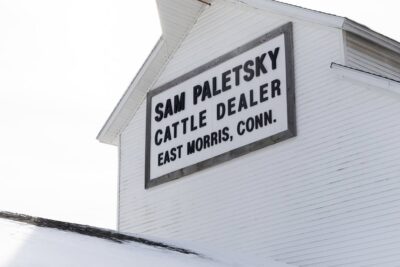 SAM PALETSKY
CATTLE DEALER
EAST MORRIS, CONN.